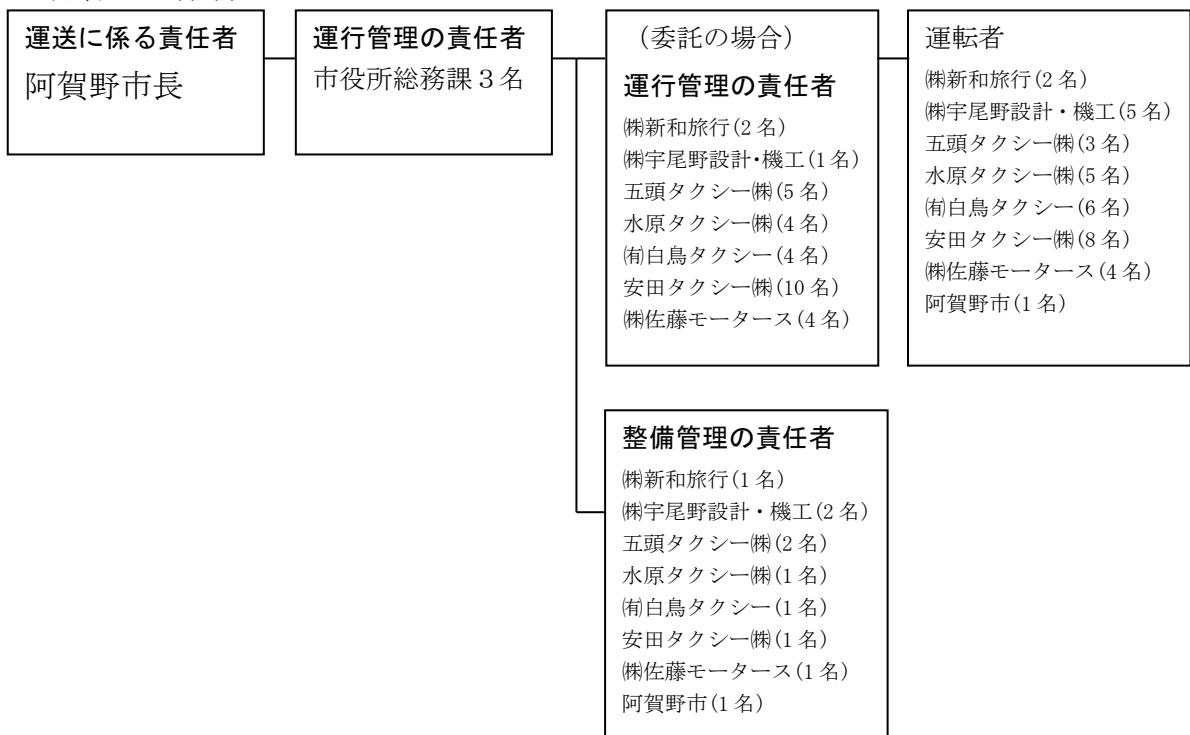 運送に係る責任者
阿賀野市長
運行管理の責任者
市役所総務課３名
（委託の場合）
運行管理の責任者
㈱新和旅行(2 名)
㈱宇尾野設計・機工(1 名)
五頭タクシー㈱(5 名)
水原タクシー㈱(4 名)
㈲白鳥タクシー(4 名)
安田タクシー㈱(10 名)
㈱佐藤モータース(4 名)
運転者
㈱新和旅行(2 名)
㈱宇尾野設計・機工(5 名)
五頭タクシー㈱(3 名)
水原タクシー㈱(5 名)
㈲白鳥タクシー(6 名)
安田タクシー㈱(8 名)
㈱佐藤モータース(4 名)
阿賀野市(1 名)
整備管理の責任者
㈱新和旅行(1 名)
㈱宇尾野設計・機工(2 名)
五頭タクシー㈱(2 名)
水原タクシー㈱(1 名)
㈲白鳥タクシー(1 名)
安田タクシー㈱(1 名)
㈱佐藤モータース(1 名)
阿賀野市(1 名)